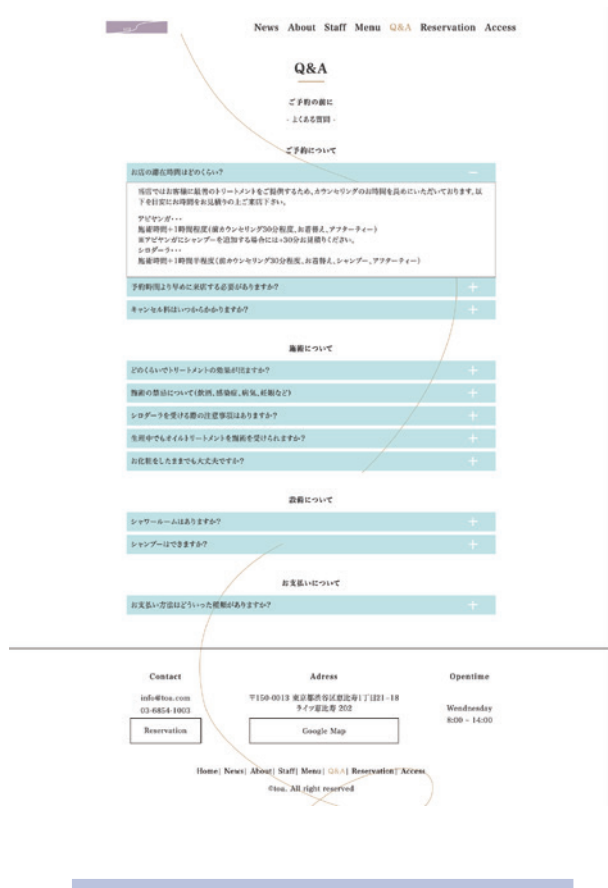 News About Staff Menu Q&A Reservation Access
Q&A
ご予約の前に
- よくある質問 -
ご予約について
お店の滞在時間はどのくらい?
当店ではお客様に最善のトリートメントをご提供するため、カウンセリングのお時間を長めにいただいております。以
下を目安にお時間をお見積りの上ご来店下さい。
アビヤンガ・・・
施術時間+1時間程度(前カウンセリング30分程度、お着替え、アフターティー)
※アビヤンガにシャンプーを追加する場合には+30分お見積りください。
シロダーラ・・・
施術時間+1時間半程度(前カウンセリング30分程度、お着替え、シャンプー、アフターティー)
予約時間より早めに来店する必要がありますか?
キャンセル料はいつからかかりますか?
施術について
どのくらいでトリートメントの効果が出ますか?
施術の禁忌について(飲酒、感染症、病気、妊娠など)
シロダーラを受ける際の注意事項はありますか?
生理中でもオイルトリートメントを施術を受けられますか?
お化粧をしたままでも大丈夫ですか?
設備について
シャワールームはありますか?
シャンプーはできますか?
お支払いについて
お支払い方法はどういった種類がありますか?
Contact
info@toa.com
03-6854-1003
Reservation
Adress
〒150-0013 東京都渋谷区恵比寿1丁目21-18
ライツ恵比寿 202
Google Map
Opentime
Wendnesday
8:00 - 14:00
Home| News| About| Staff| Menu| Q&A| Reservation| Access
©toa. All right reserved